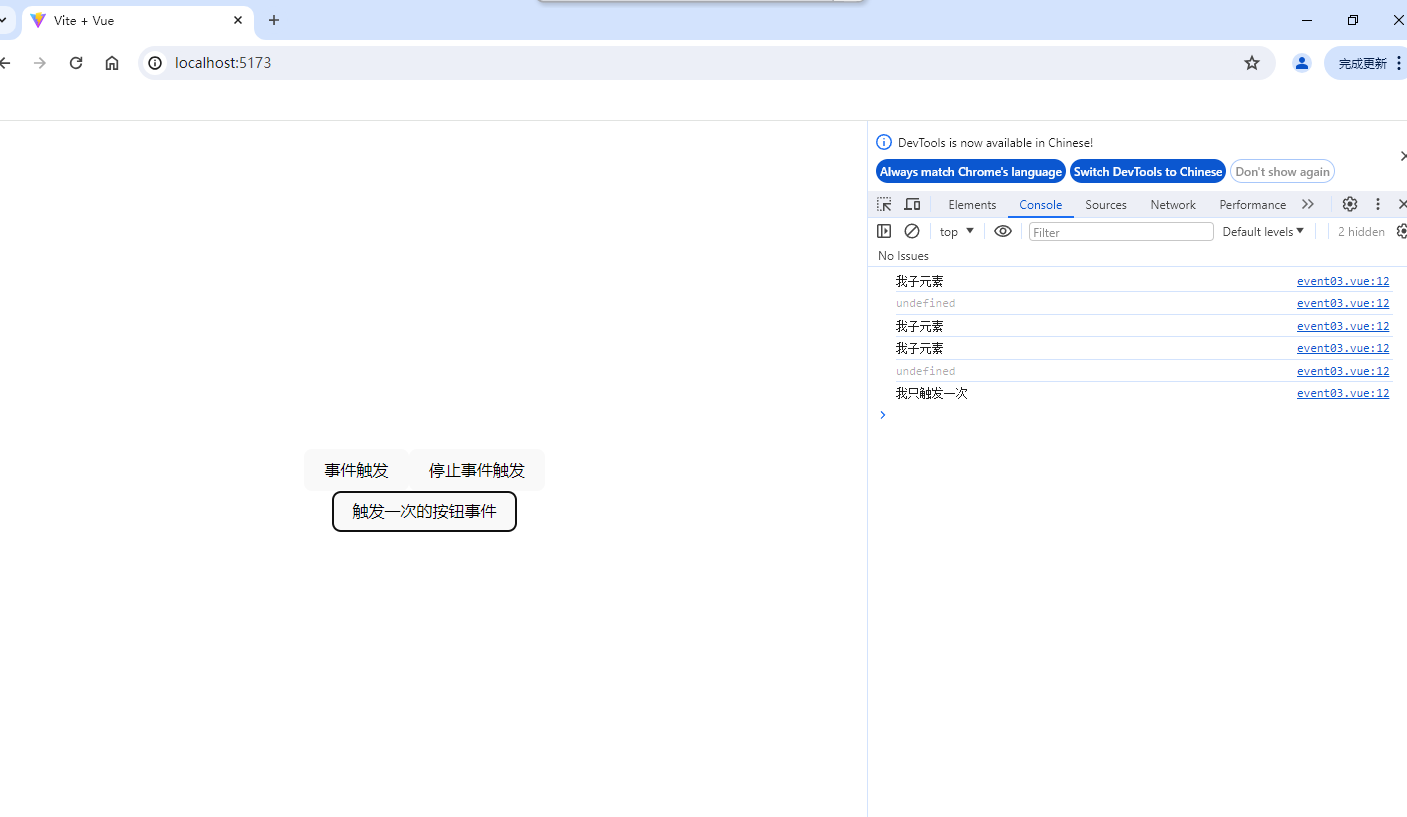 Vite + Vue
localhost:5173
完成更新
DevTools is now available in Chinese!
Always match Chrome's language
Switch DevTools to Chinese
Don't show again
Elements
Console
Sources
Network
Performance
top
Filter
Default levels
2 hidden
No Issues
我子元素 event03.vue:12
undefined event03.vue:12
我子元素 event03.vue:12
我子元素 event03.vue:12
undefined event03.vue:12
我只触发一次 event03.vue:12
事件触发
停止事件触发
触发一次的按钮事件